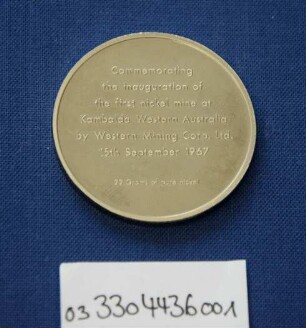 Commemorating
the inauguration of
the first nickel mine at
Kambalda Western Australia
by Western Mining Corp. Ltd.
15th September 1967
03 3304436001